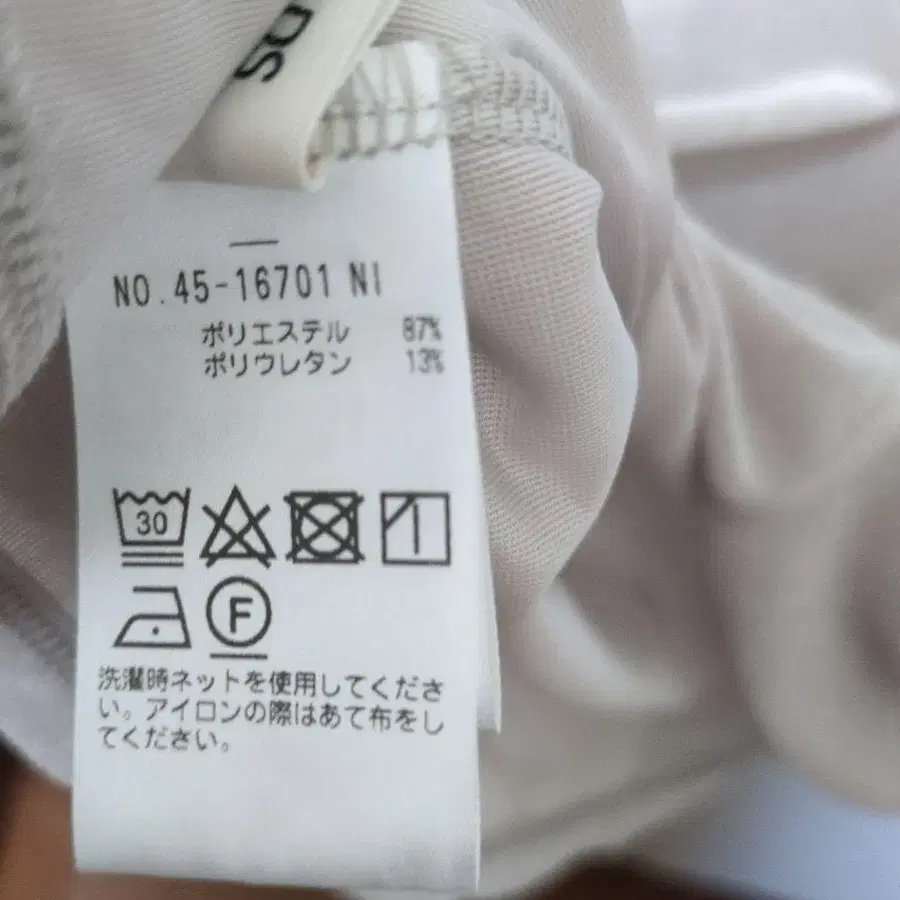 NO.45-16701 NI
ポリエステル 87%
ポリウレタン 13%
30
F
洗濯時ネットを使用してくださ
い。アイロンの際はあて布をし
てください。